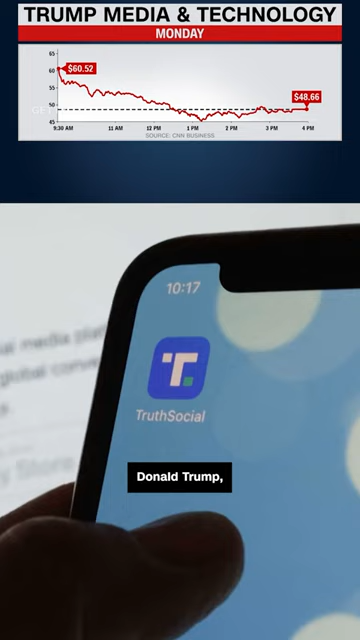 TRUMP MEDIA & TECHNOLOGY
MONDAY
65
60
55
50
45
$60.52
$48.66
9:30 AM 11 AM 12 PM 1 PM 2 PM 3 PM 4 PM
SOURCE: CNN BUSINESS
10:17
T
TruthSocial
Donald Trump,